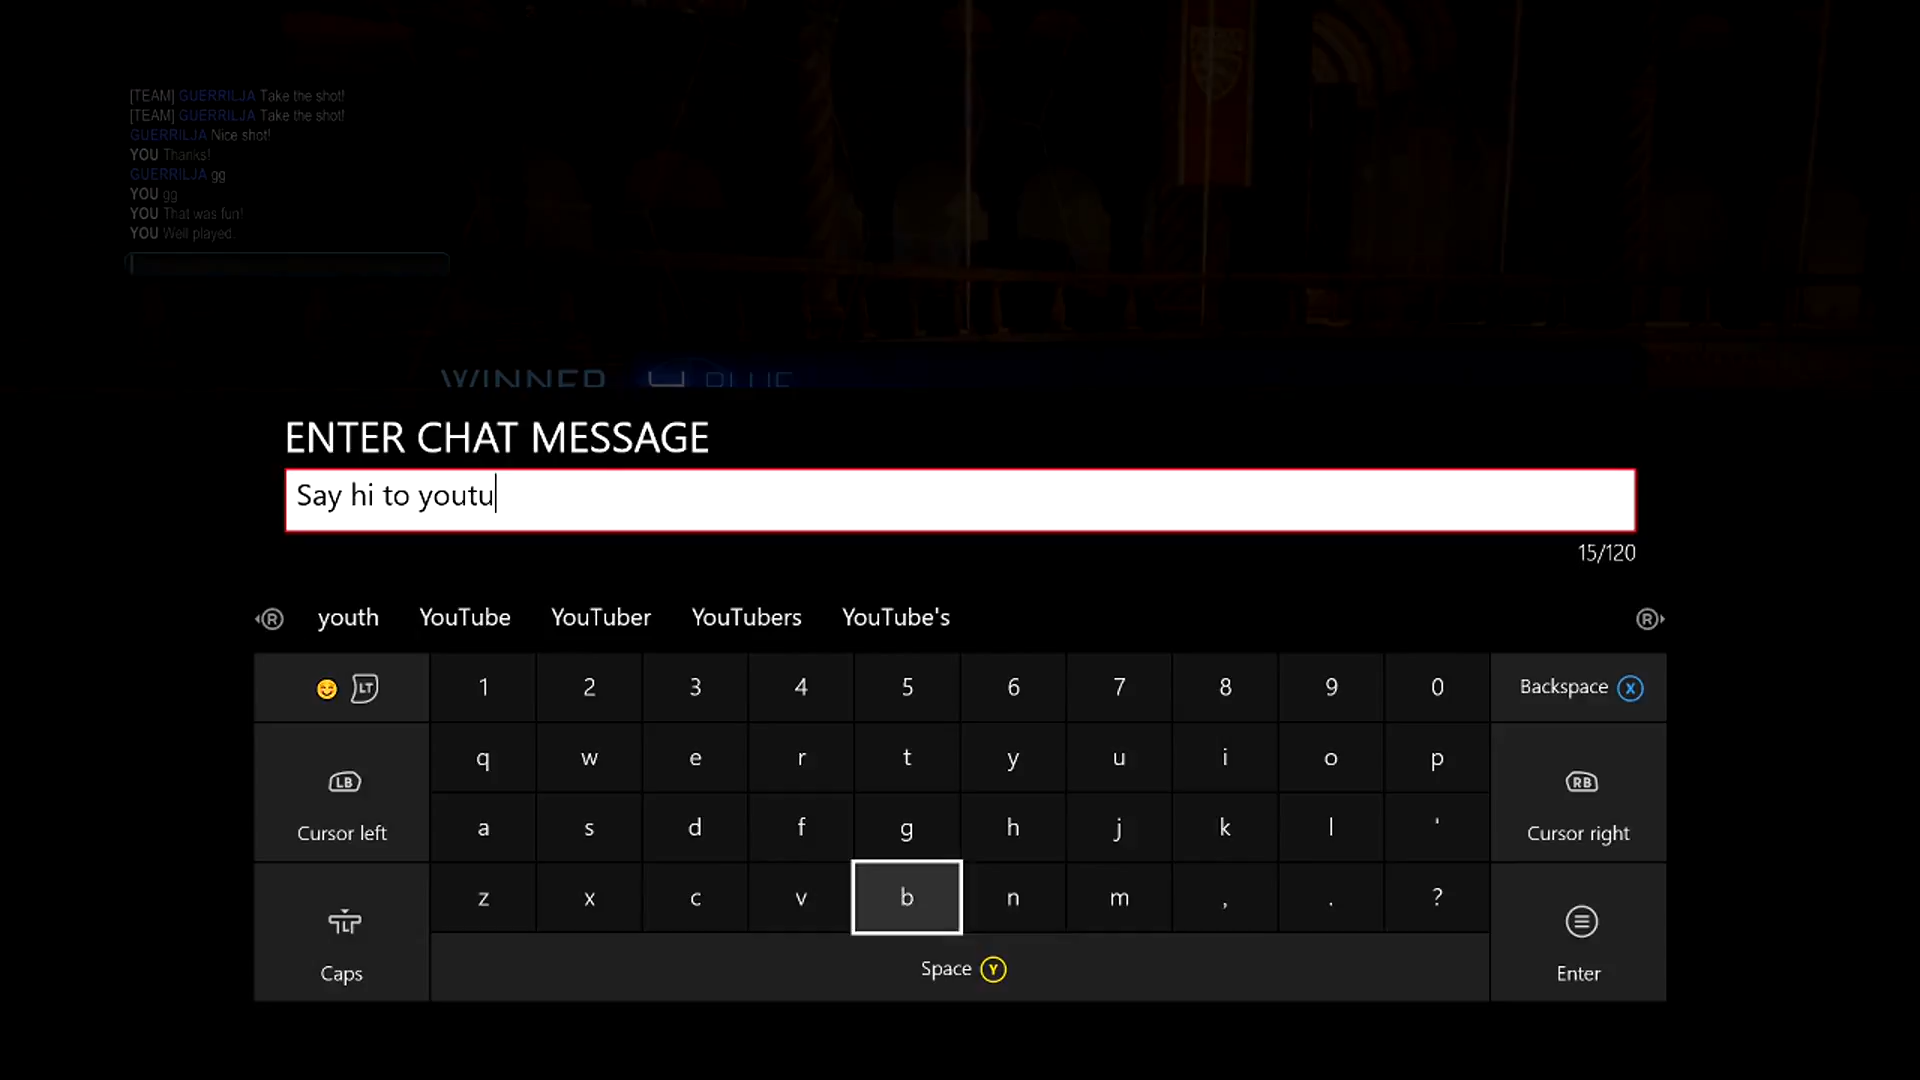 [TEAM] GUERRILJA Take the shot!
[TEAM] GUERRILJA Take the shot!
GUERRILJA Nice shot!
YOU Thanks!
GUERRILJA gg
YOU gg
YOU That was fun!
YOU Well played.
WINNER BLUE
ENTER CHAT MESSAGE
Say hi to youtu
15/120
R youth YouTube YouTuber YouTubers YouTube's R
LT 1 2 3 4 5 6 7 8 9 0 Backspace X
q w e r t y u i o p
LB Cursor left
RB Cursor right
a s d f g h j k l '
z x c v b n m , . ?
Caps
Enter
Space Y